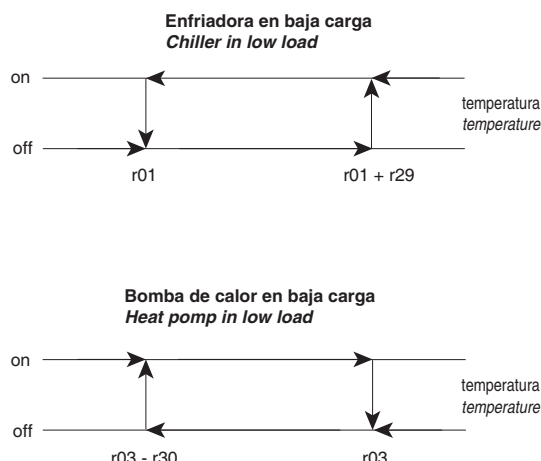 Enfriadora en baja carga
Chiller in low load
on
temperatura
temperature
off
r01
r01 + r29
Bomba de calor en baja carga
Heat pomp in low load
on
temperatura
temperature
off
r03 - r30
r03